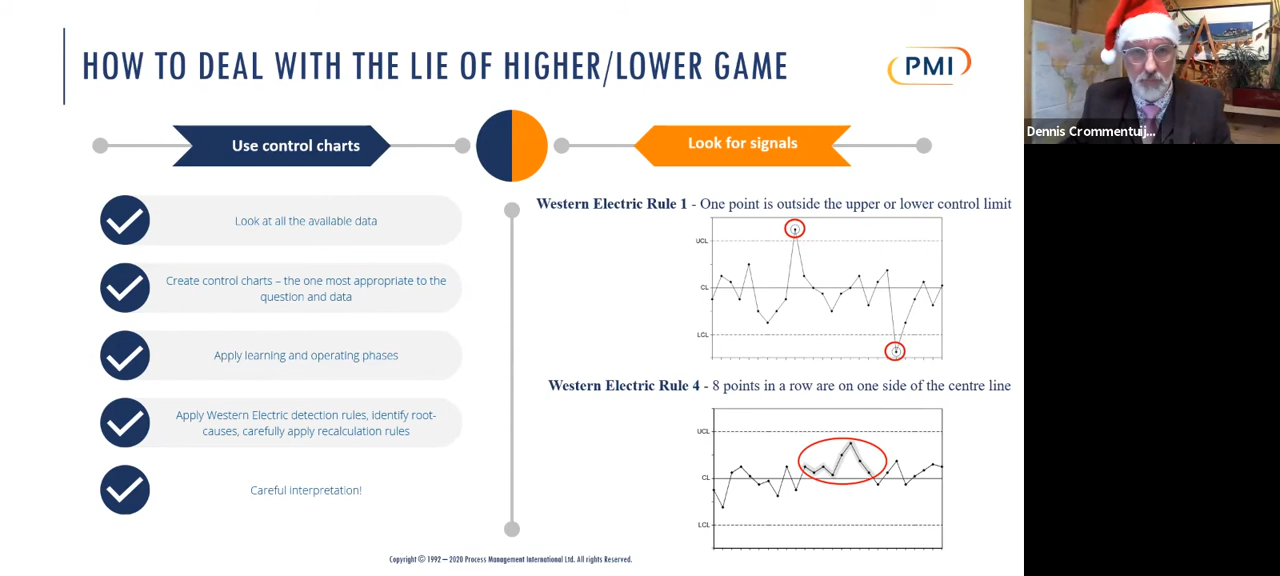 HOW TO DEAL WITH THE LIE OF HIGHER/LOWER GAME
PMI
Dennis Crommentuij...
Use control charts
Look for signals
Look at all the available data
Create control charts – the one most appropriate to the
question and data
Apply learning and operating phases
Apply Western Electric detection rules, identify root-
causes, carefully apply recalculation rules
Careful interpretation!
Western Electric Rule 1 - One point is outside the upper or lower control limit
UCL
CL
LCL
Western Electric Rule 4 - 8 points in a row are on one side of the centre line
UCL
CL
LCL
Copyright © 1992 – 2020 Process Management International Ltd. All rights Reserved.